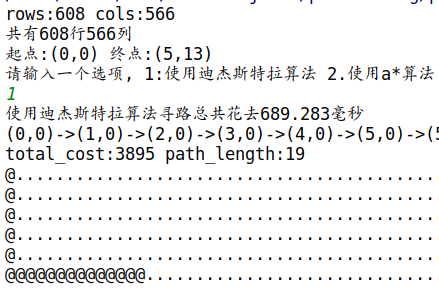 rows:608 cols:566
共有608行566列
起点:(0,0) 终点:(5,13)
请输入一个选项, 1:使用迪杰斯特拉算法 2.使用a*算法
1
使用迪杰斯特拉算法寻路总共花去689.283毫秒
(0,0)->(1,0)->(2,0)->(3,0)->(4,0)->(5,0)->(5
total_cost:3895 path_length:19
@...........................................
@...........................................
@...........................................
@...........................................
@...........................................
@@@@@@@@@@@@@@..............................